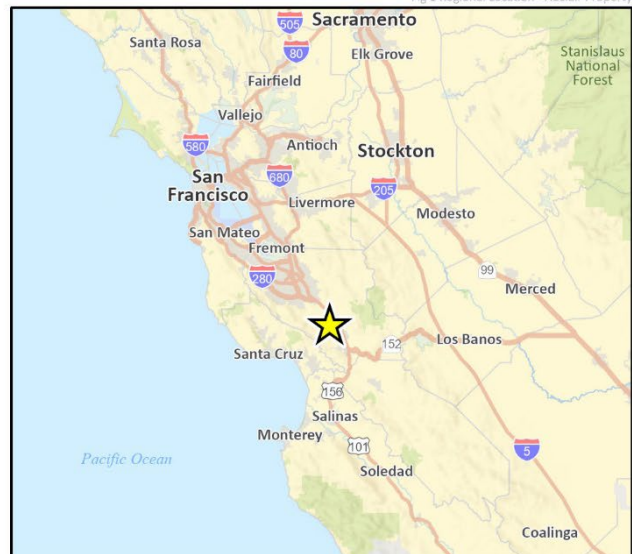 Sacramento
505
Santa Rosa
80
Elk Grove
Stanislaus
National
Forest
Fairfield
Vallejo
580
Antioch
Stockton
San
Francisco
680
205
Livermore
Modesto
San Mateo
Fremont
99
280
Merced
Santa Cruz
152
Los Banos
156
Salinas
Monterey
101
Pacific Ocean
Soledad
5
Coalinga